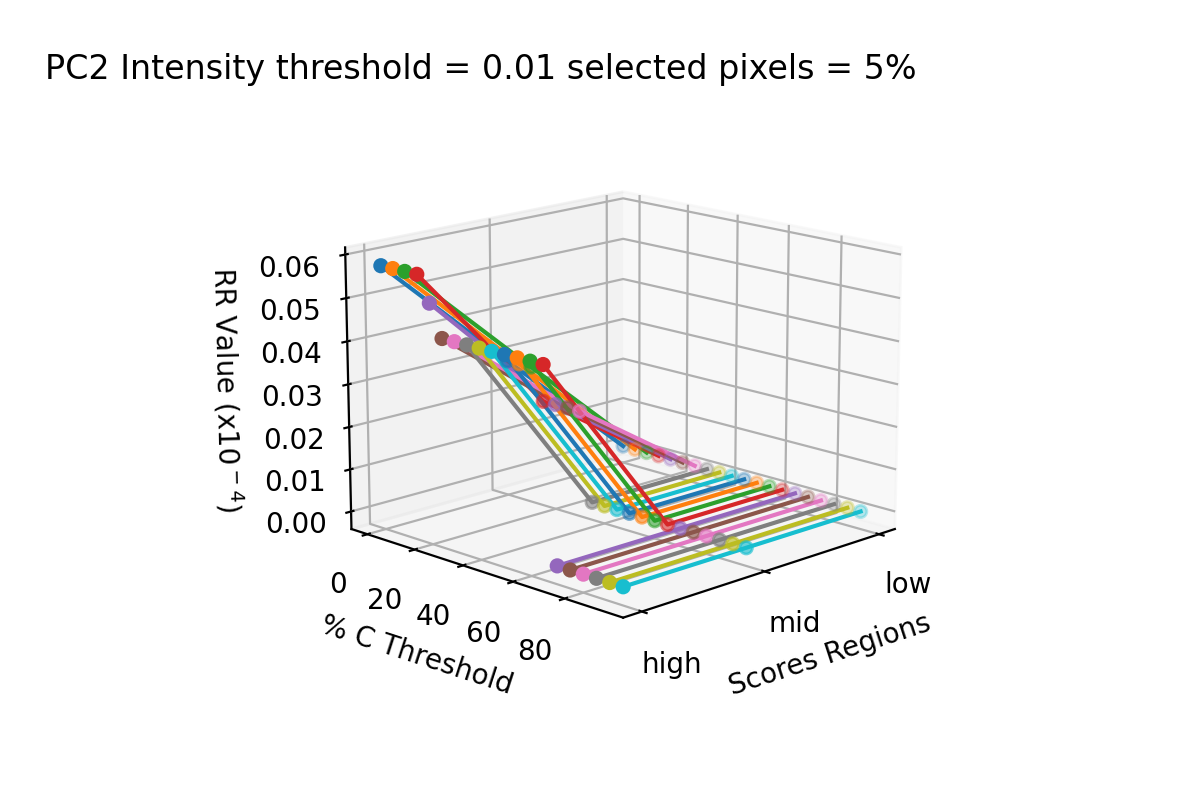 PC2 Intensity threshold = 0.01 selected pixels = 5%
0.06
0.05
0.04
0.03
0.02
0.01
0.00
RR Value (x10⁻⁴)
0
20
40
60
80
% C Threshold
high
mid
low
Scores Regions